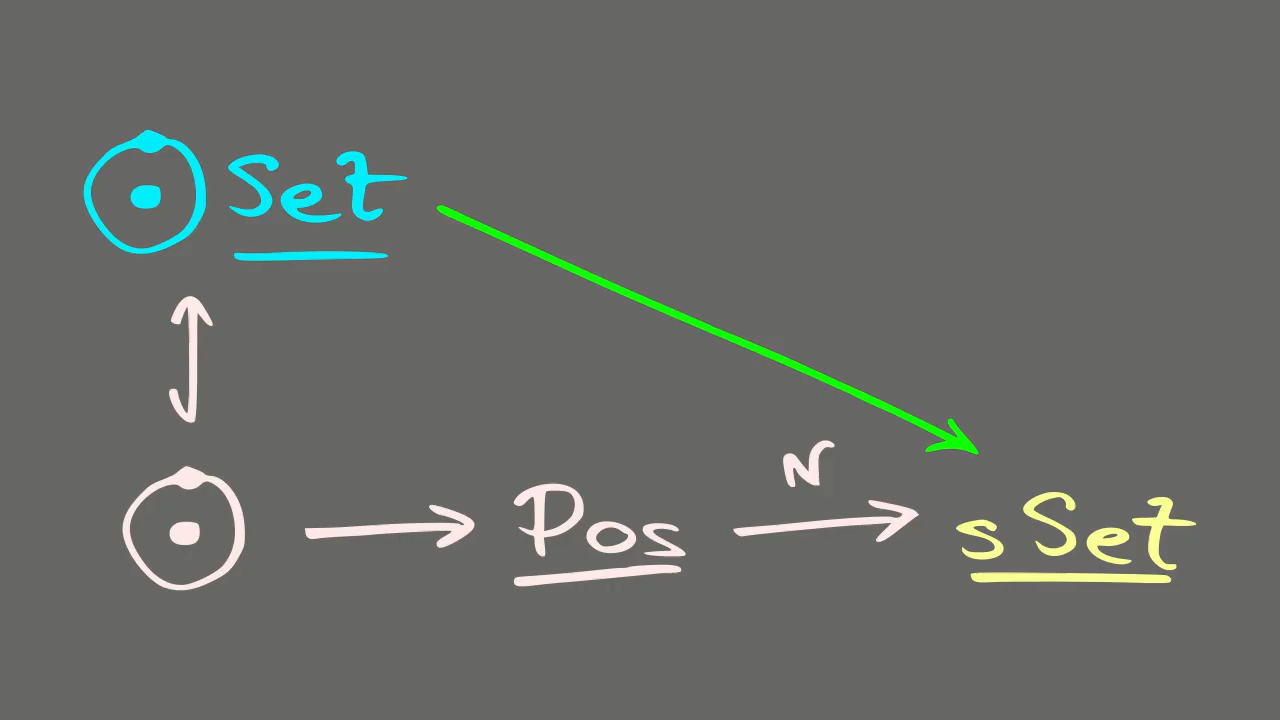 ⊙ Set
N
⊙ → Pos → sSet